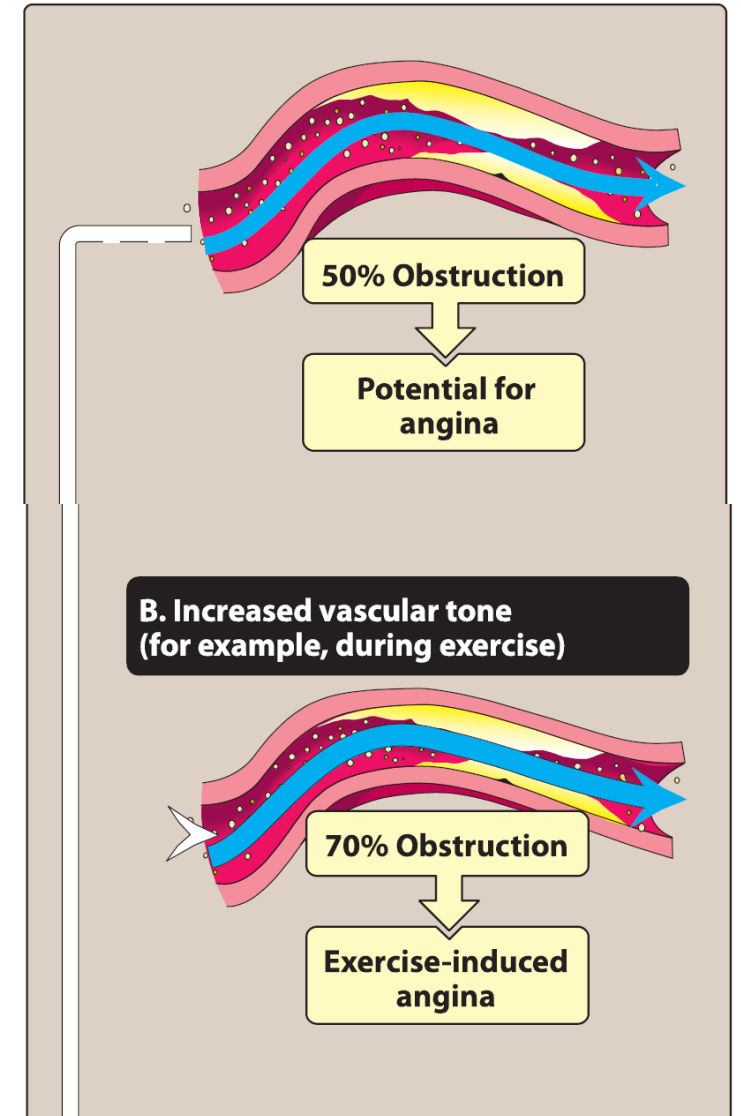 50% Obstruction
Potential for
angina
B. Increased vascular tone
(for example, during exercise)
70% Obstruction
Exercise-induced
angina